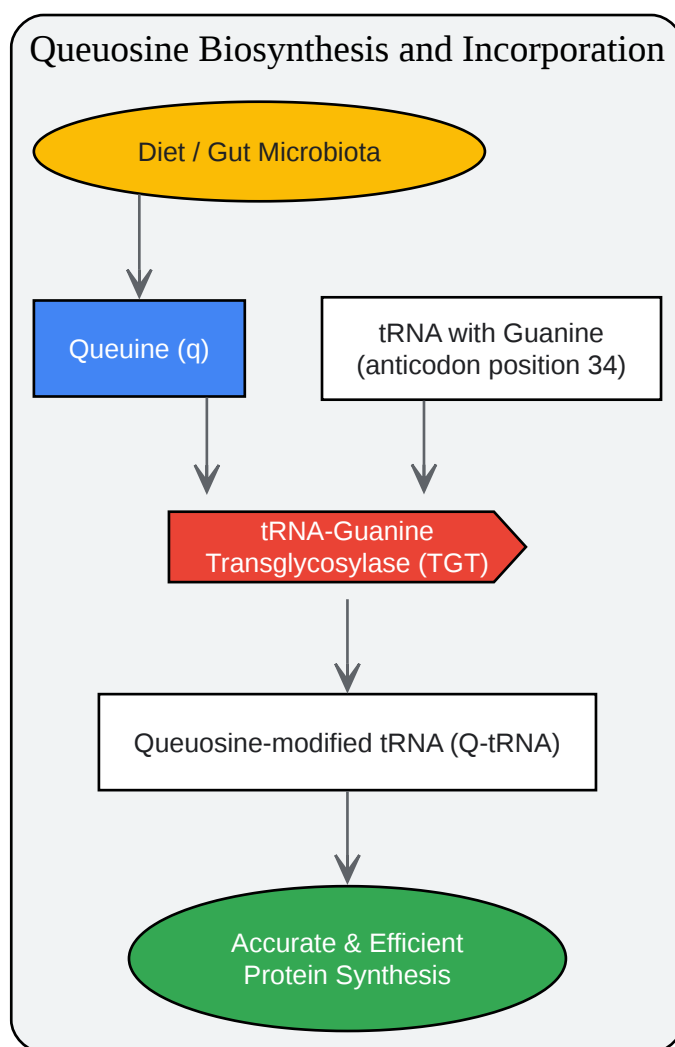 Queuosine Biosynthesis and Incorporation
Diet / Gut Microbiota
Queuine (q)
tRNA with Guanine
(anticodon position 34)
tRNA-Guanine
Transglycosylase (TGT)
Queuosine-modified tRNA (Q-tRNA)
Accurate & Efficient
Protein Synthesis